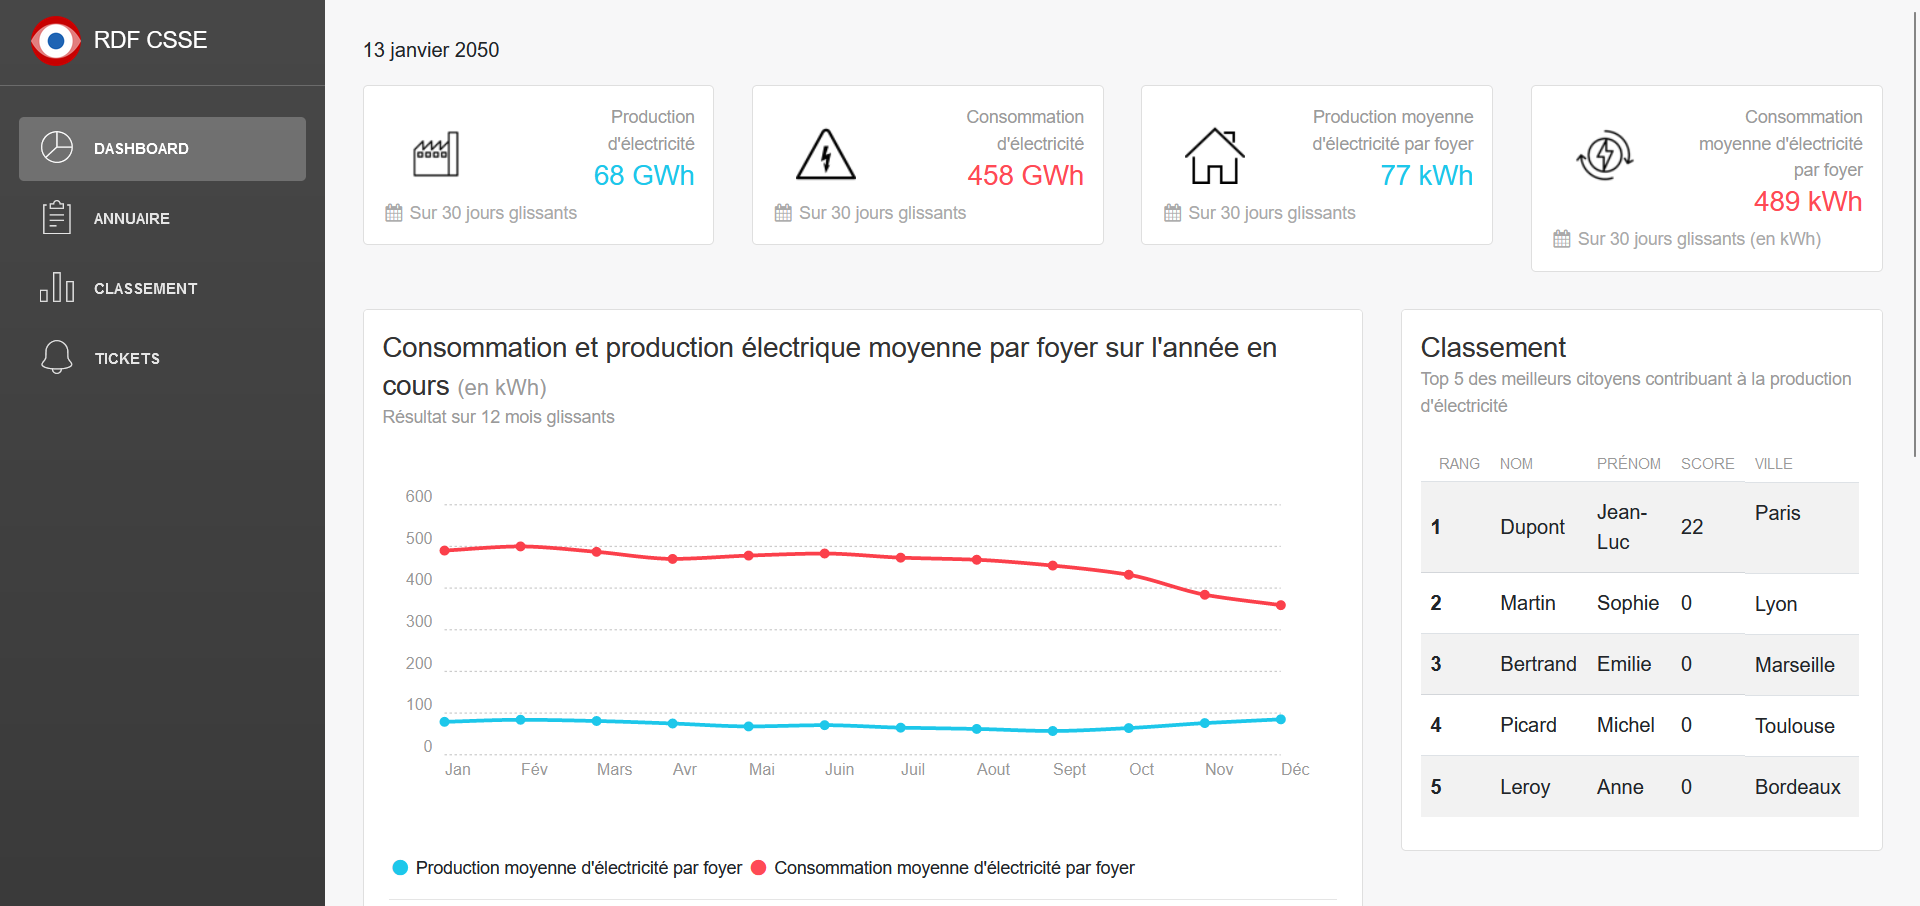 RDF CSSE
DASHBOARD
ANNUAIRE
CLASSEMENT
TICKETS
13 janvier 2050
Production
d'électricité
68 GWh
Sur 30 jours glissants
Consommation
d'électricité
458 GWh
Sur 30 jours glissants
Production moyenne
d'électricité par foyer
77 kWh
Sur 30 jours glissants
Consommation
moyenne d'électricité
par foyer
489 kWh
Sur 30 jours glissants (en kWh)
Consommation et production électrique moyenne par foyer sur l'année en
cours (en kWh)
Résultat sur 12 mois glissants
600
500
400
300
200
100
0
Jan Fév Mars Avr Mai Juin Juil Aout Sept Oct Nov Déc
Production moyenne d'électricité par foyer Consommation moyenne d'électricité par foyer
Classement
Top 5 des meilleurs citoyens contribuant à la production
d'électricité
RANG NOM PRÉNOM SCORE VILLE
1 Dupont Jean-Luc 22 Paris
2 Martin Sophie 0 Lyon
3 Bertrand Emilie 0 Marseille
4 Picard Michel 0 Toulouse
5 Leroy Anne 0 Bordeaux